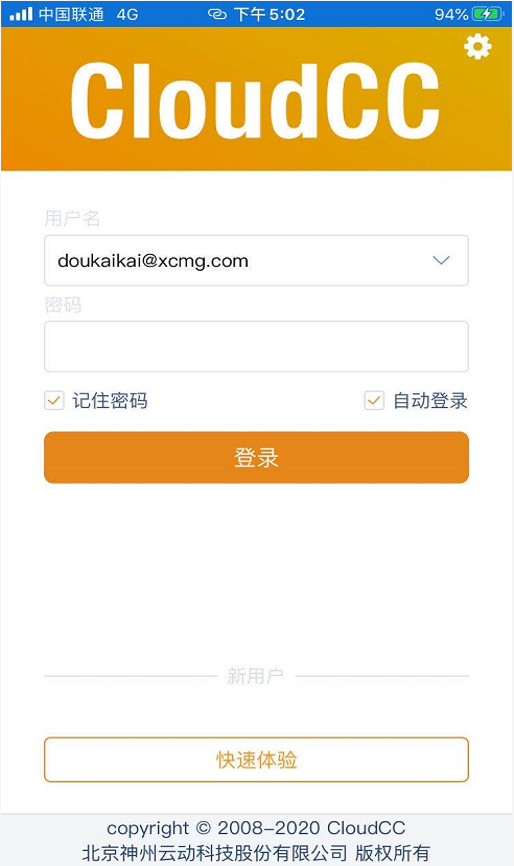 中国联通 4G 下午5:02 94%
CloudCC
用户名
doukaikai@xcmg.com
密码
记住密码 自动登录
登录
新用户
快速体验
copyright © 2008-2020 CloudCC
北京神州云动科技股份有限公司 版权所有